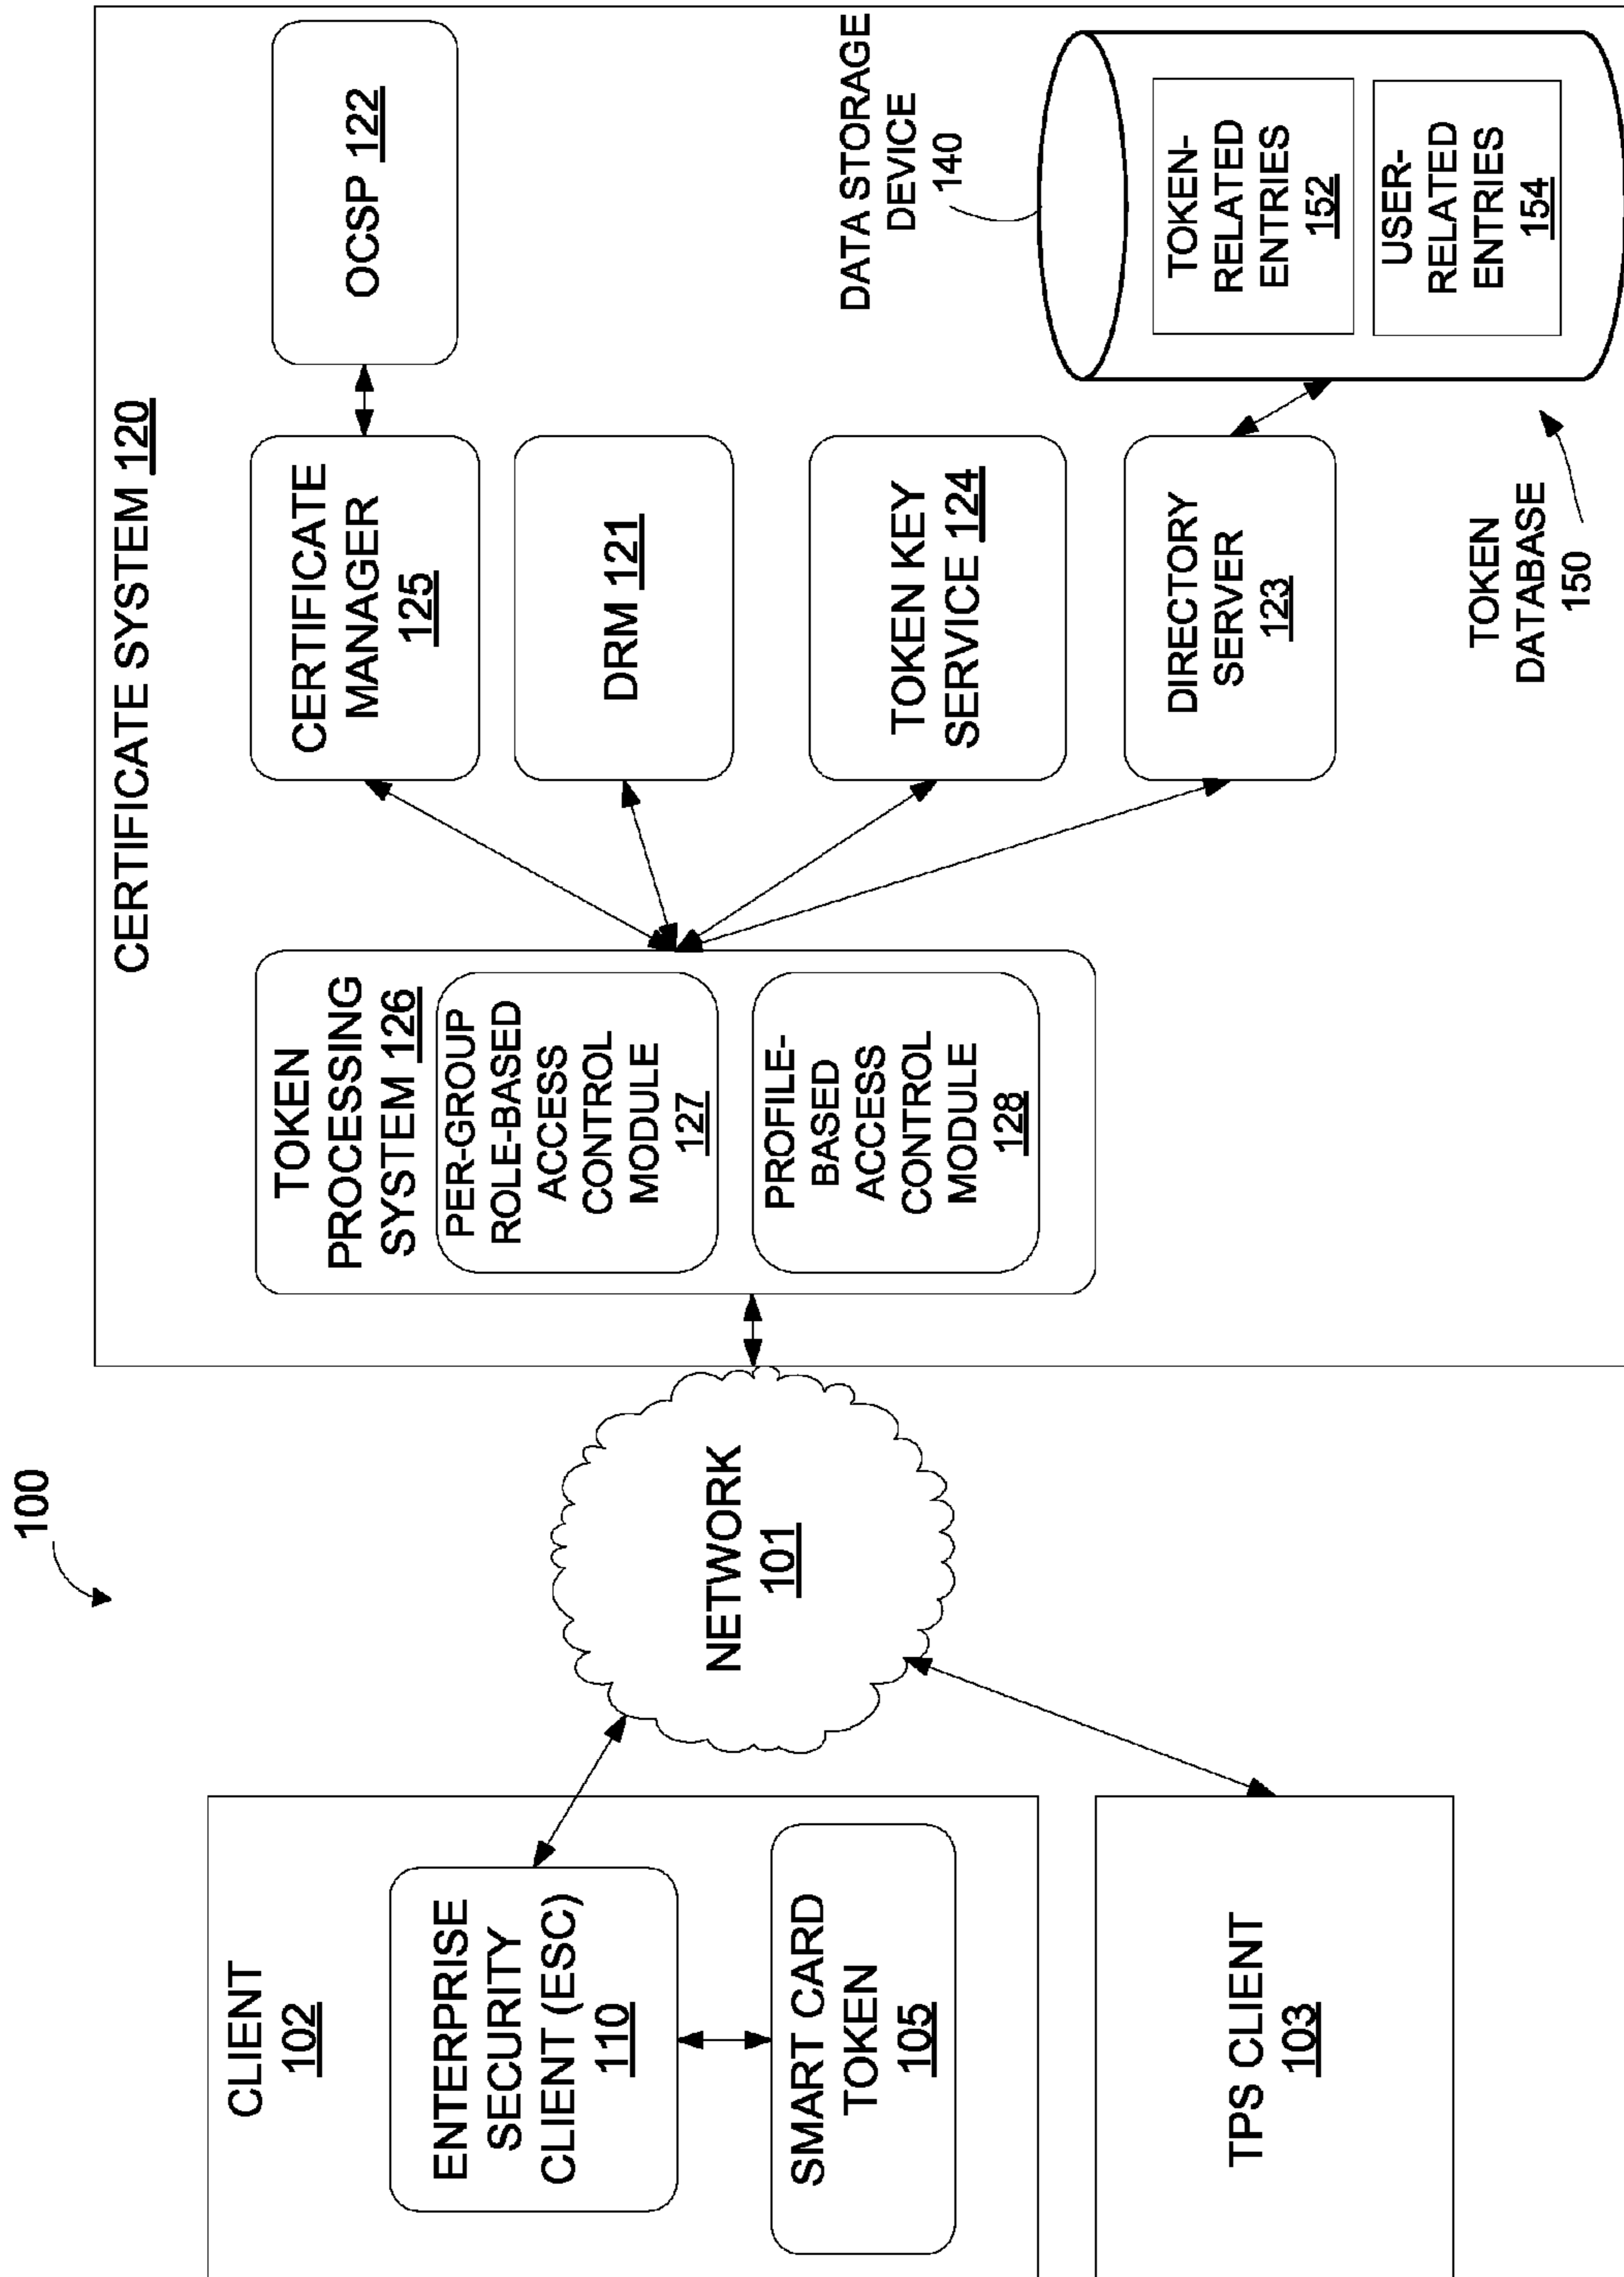 100
CLIENT
102
ENTERPRISE
SECURITY
CLIENT (ESC)
110
SMART CARD
TOKEN
105
TPS CLIENT
103
NETWORK
101
CERTIFICATE SYSTEM 120
TOKEN
PROCESSING
SYSTEM 126
PER-GROUP
ROLE-BASED
ACCESS
CONTROL
MODULE
127
PROFILE-
BASED
ACCESS
CONTROL
MODULE
128
CERTIFICATE
MANAGER
125
OCSP 122
DRM 121
TOKEN KEY
SERVICE 124
DIRECTORY
SERVER
123
DATA STORAGE
DEVICE
140
TOKEN-
RELATED
ENTRIES
152
USER-
RELATED
ENTRIES
154
TOKEN
DATABASE
150